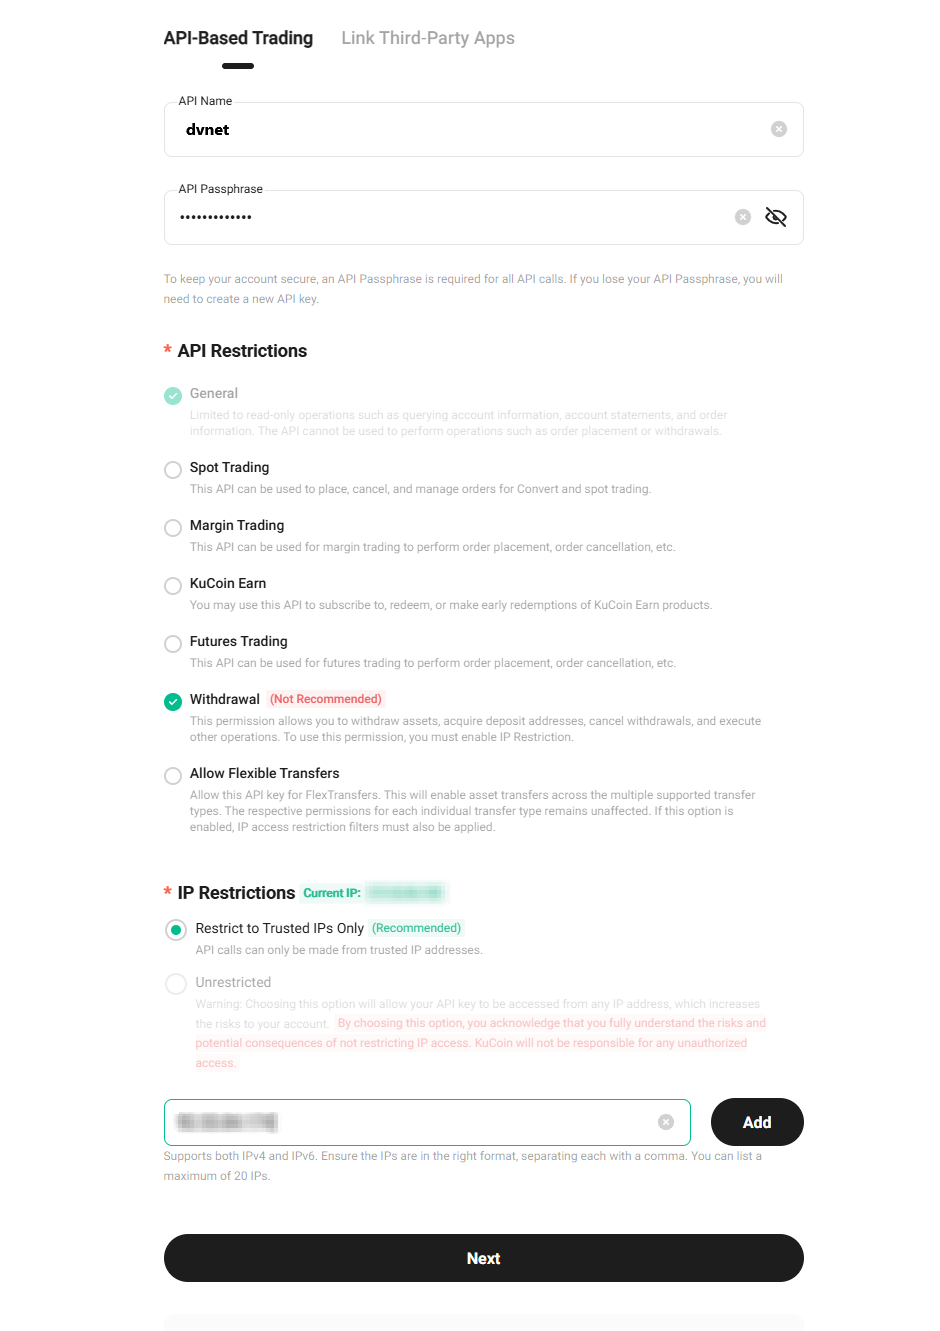 API-Based Trading Link Third-Party Apps
API Name
dvnet
API Passphrase
•••••••••••••
To keep your account secure, an API Passphrase is required for all API calls. If you lose your API Passphrase, you will
need to create a new API key.
* API Restrictions
General
Limited to read-only operations such as querying account information, account statements, and order
information. The API cannot be used to perform operations such as order placement or withdrawals.
Spot Trading
This API can be used to place, cancel, and manage orders for Convert and spot trading.
Margin Trading
This API can be used for margin trading to perform order placement, order cancellation, etc.
KuCoin Earn
You may use this API to subscribe to, redeem, or make early redemptions of KuCoin Earn products.
Futures Trading
This API can be used for futures trading to perform order placement, order cancellation, etc.
Withdrawal (Not Recommended)
This permission allows you to withdraw assets, acquire deposit addresses, cancel withdrawals, and execute
other operations. To use this permission, you must enable IP Restriction.
Allow Flexible Transfers
Allow this API key for FlexTransfers. This will enable asset transfers across the multiple supported transfer
types. The respective permissions for each individual transfer type remains unaffected. If this option is
enabled, IP access restriction filters must also be applied.
* IP Restrictions Current IP:
Restrict to Trusted IPs Only (Recommended)
API calls can only be made from trusted IP addresses.
Unrestricted
Warning: Choosing this option will allow your API key to be accessed from any IP address, which increases
the risks to your account. By choosing this option, you acknowledge that you fully understand the risks and
potential consequences of not restricting IP access. KuCoin will not be responsible for any unauthorized
access.
Add
Supports both IPv4 and IPv6. Ensure the IPs are in the right format, separating each with a comma. You can list a
maximum of 20 IPs.
Next